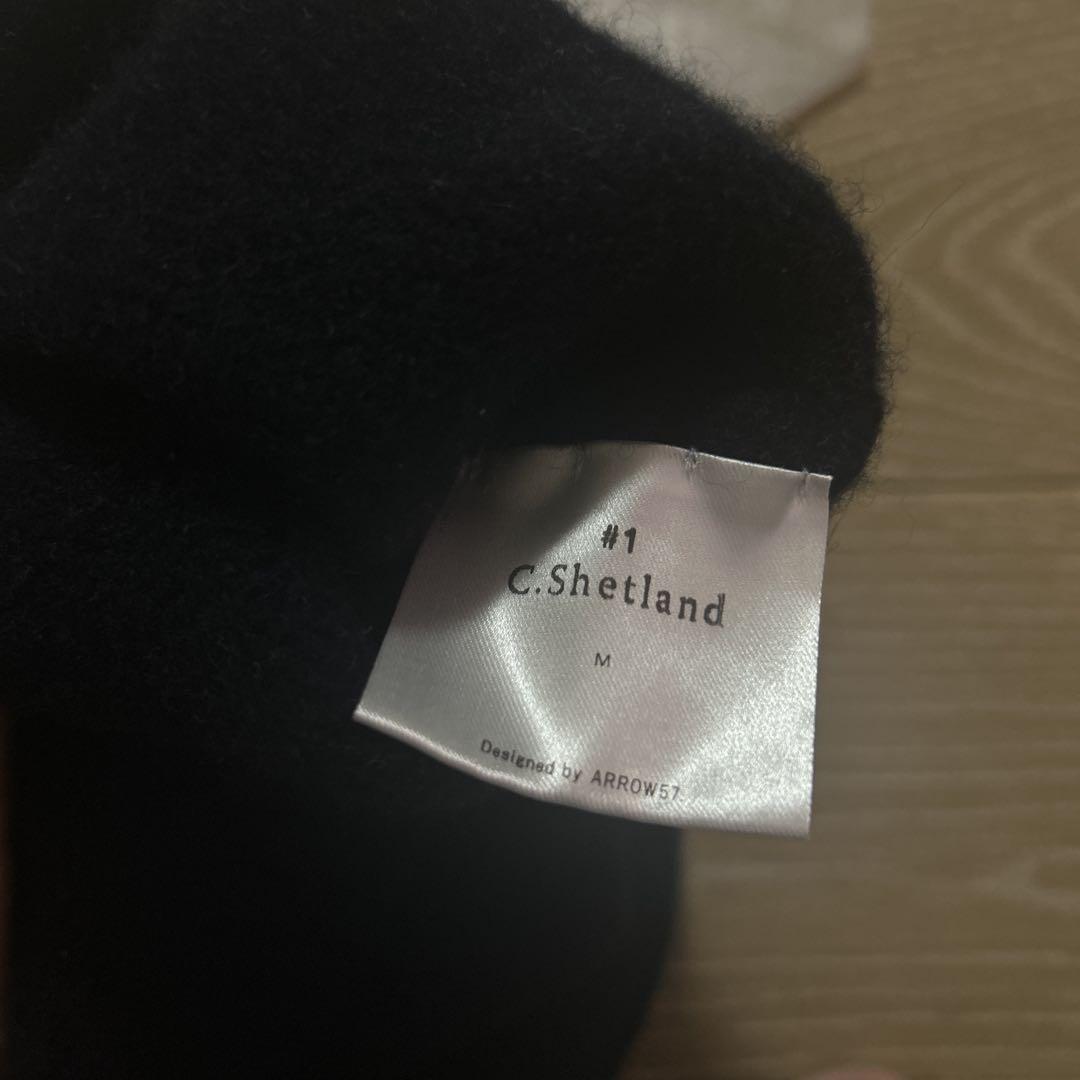 #1
C.Shetland
M
Designed by ARROW57.